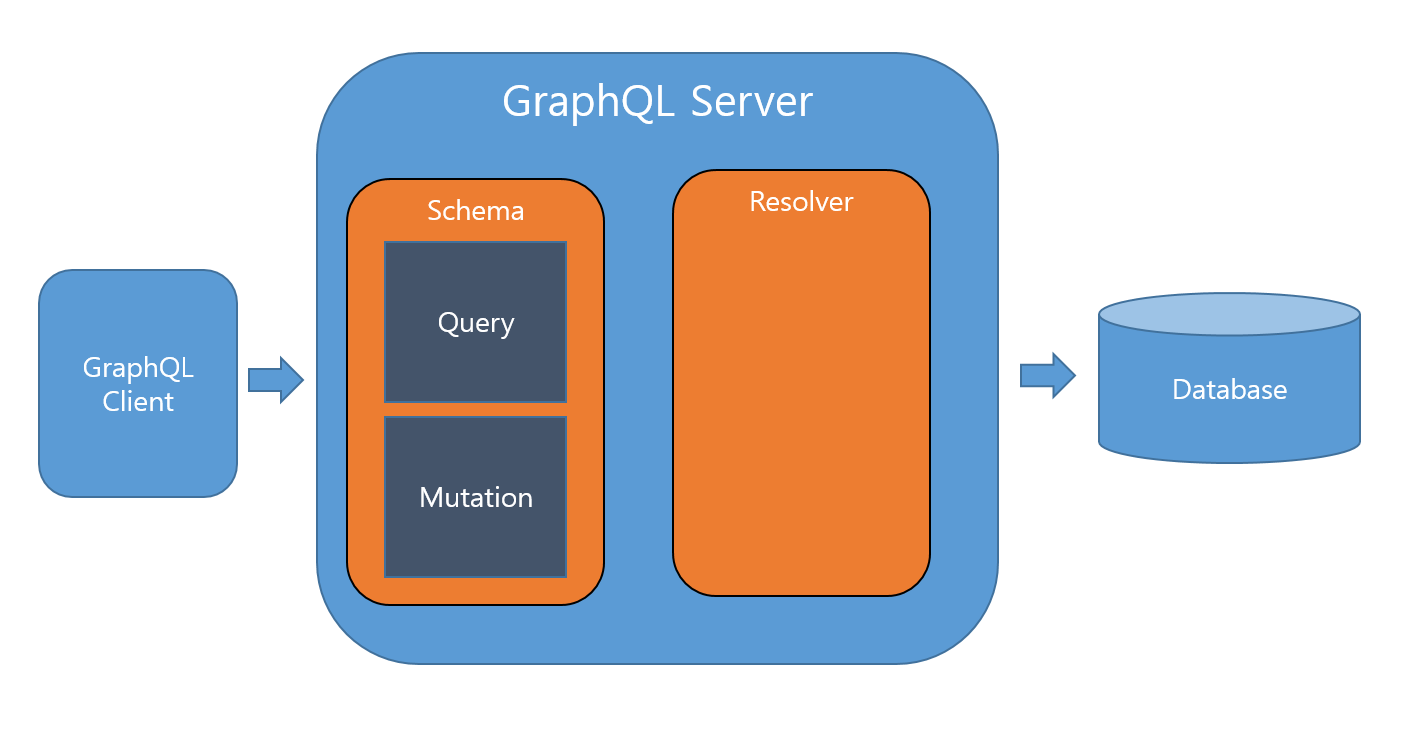 GraphQL Server
Schema
Query
Mutation
Resolver
GraphQL
Client
Database